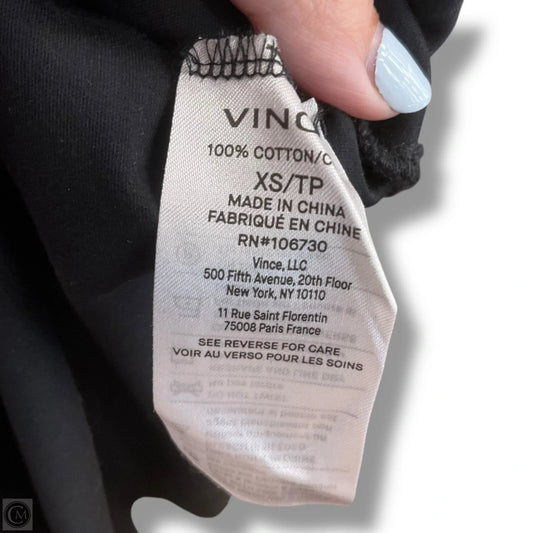 VINC
100% COTTON/C
XS/TP
MADE IN CHINA
FABRIQUÉ EN CHINE
RN#106730
Vince, LLC
500 Fifth Avenue, 20th Floor
New York, NY 10110
11 Rue Saint Florentin
75008 Paris France
SEE REVERSE FOR CARE
VOIR AU VERSO POUR LES SOINS